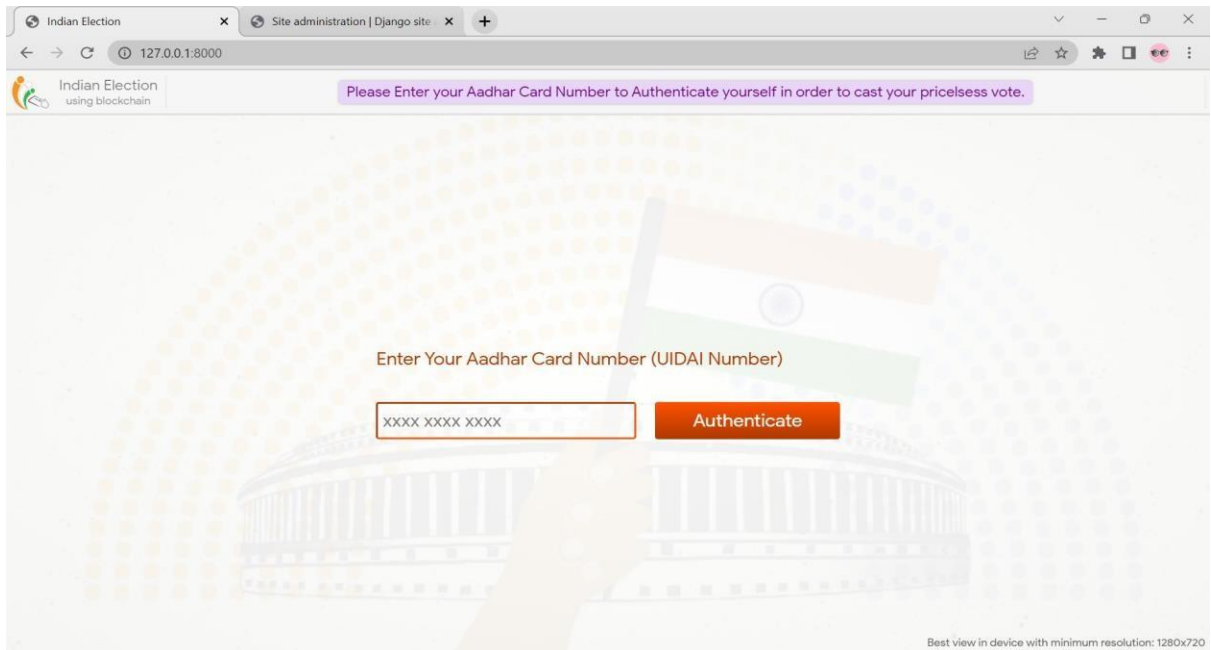 Indian Election
Site administration | Django site
127.0.0.1:8000
Indian Election
using blockchain
Please Enter your Aadhar Card Number to Authenticate yourself in order to cast your pricelsess vote.
Enter Your Aadhar Card Number (UIDAI Number)
xxxx xxxx xxxx
Authenticate
Best view in device with minimum resolution: 1280x720